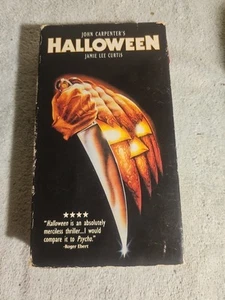 JOHN CARPENTER'S
HALLOWEEN
JAMIE LEE CURTIS
★★★★
"Halloween is an absolutely
merciless thriller...I would
compare it to Psycho."
-Roger Ebert